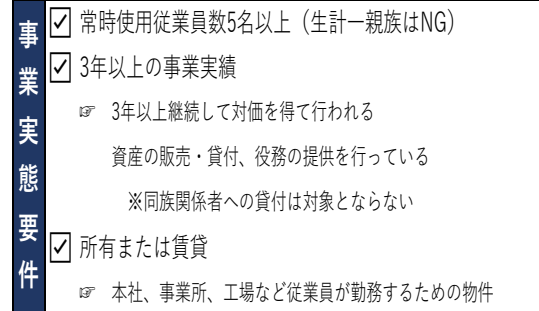 事業実態要件
☑ 常時使用従業員数5名以上（生計一親族はNG）
☑ 3年以上の事業実績
☞ 3年以上継続して対価を得て行われる
資産の販売・貸付、役務の提供を行っている
※同族関係者への貸付は対象とならない
☑ 所有または賃貸
☞ 本社、事業所、工場など従業員が勤務するための物件